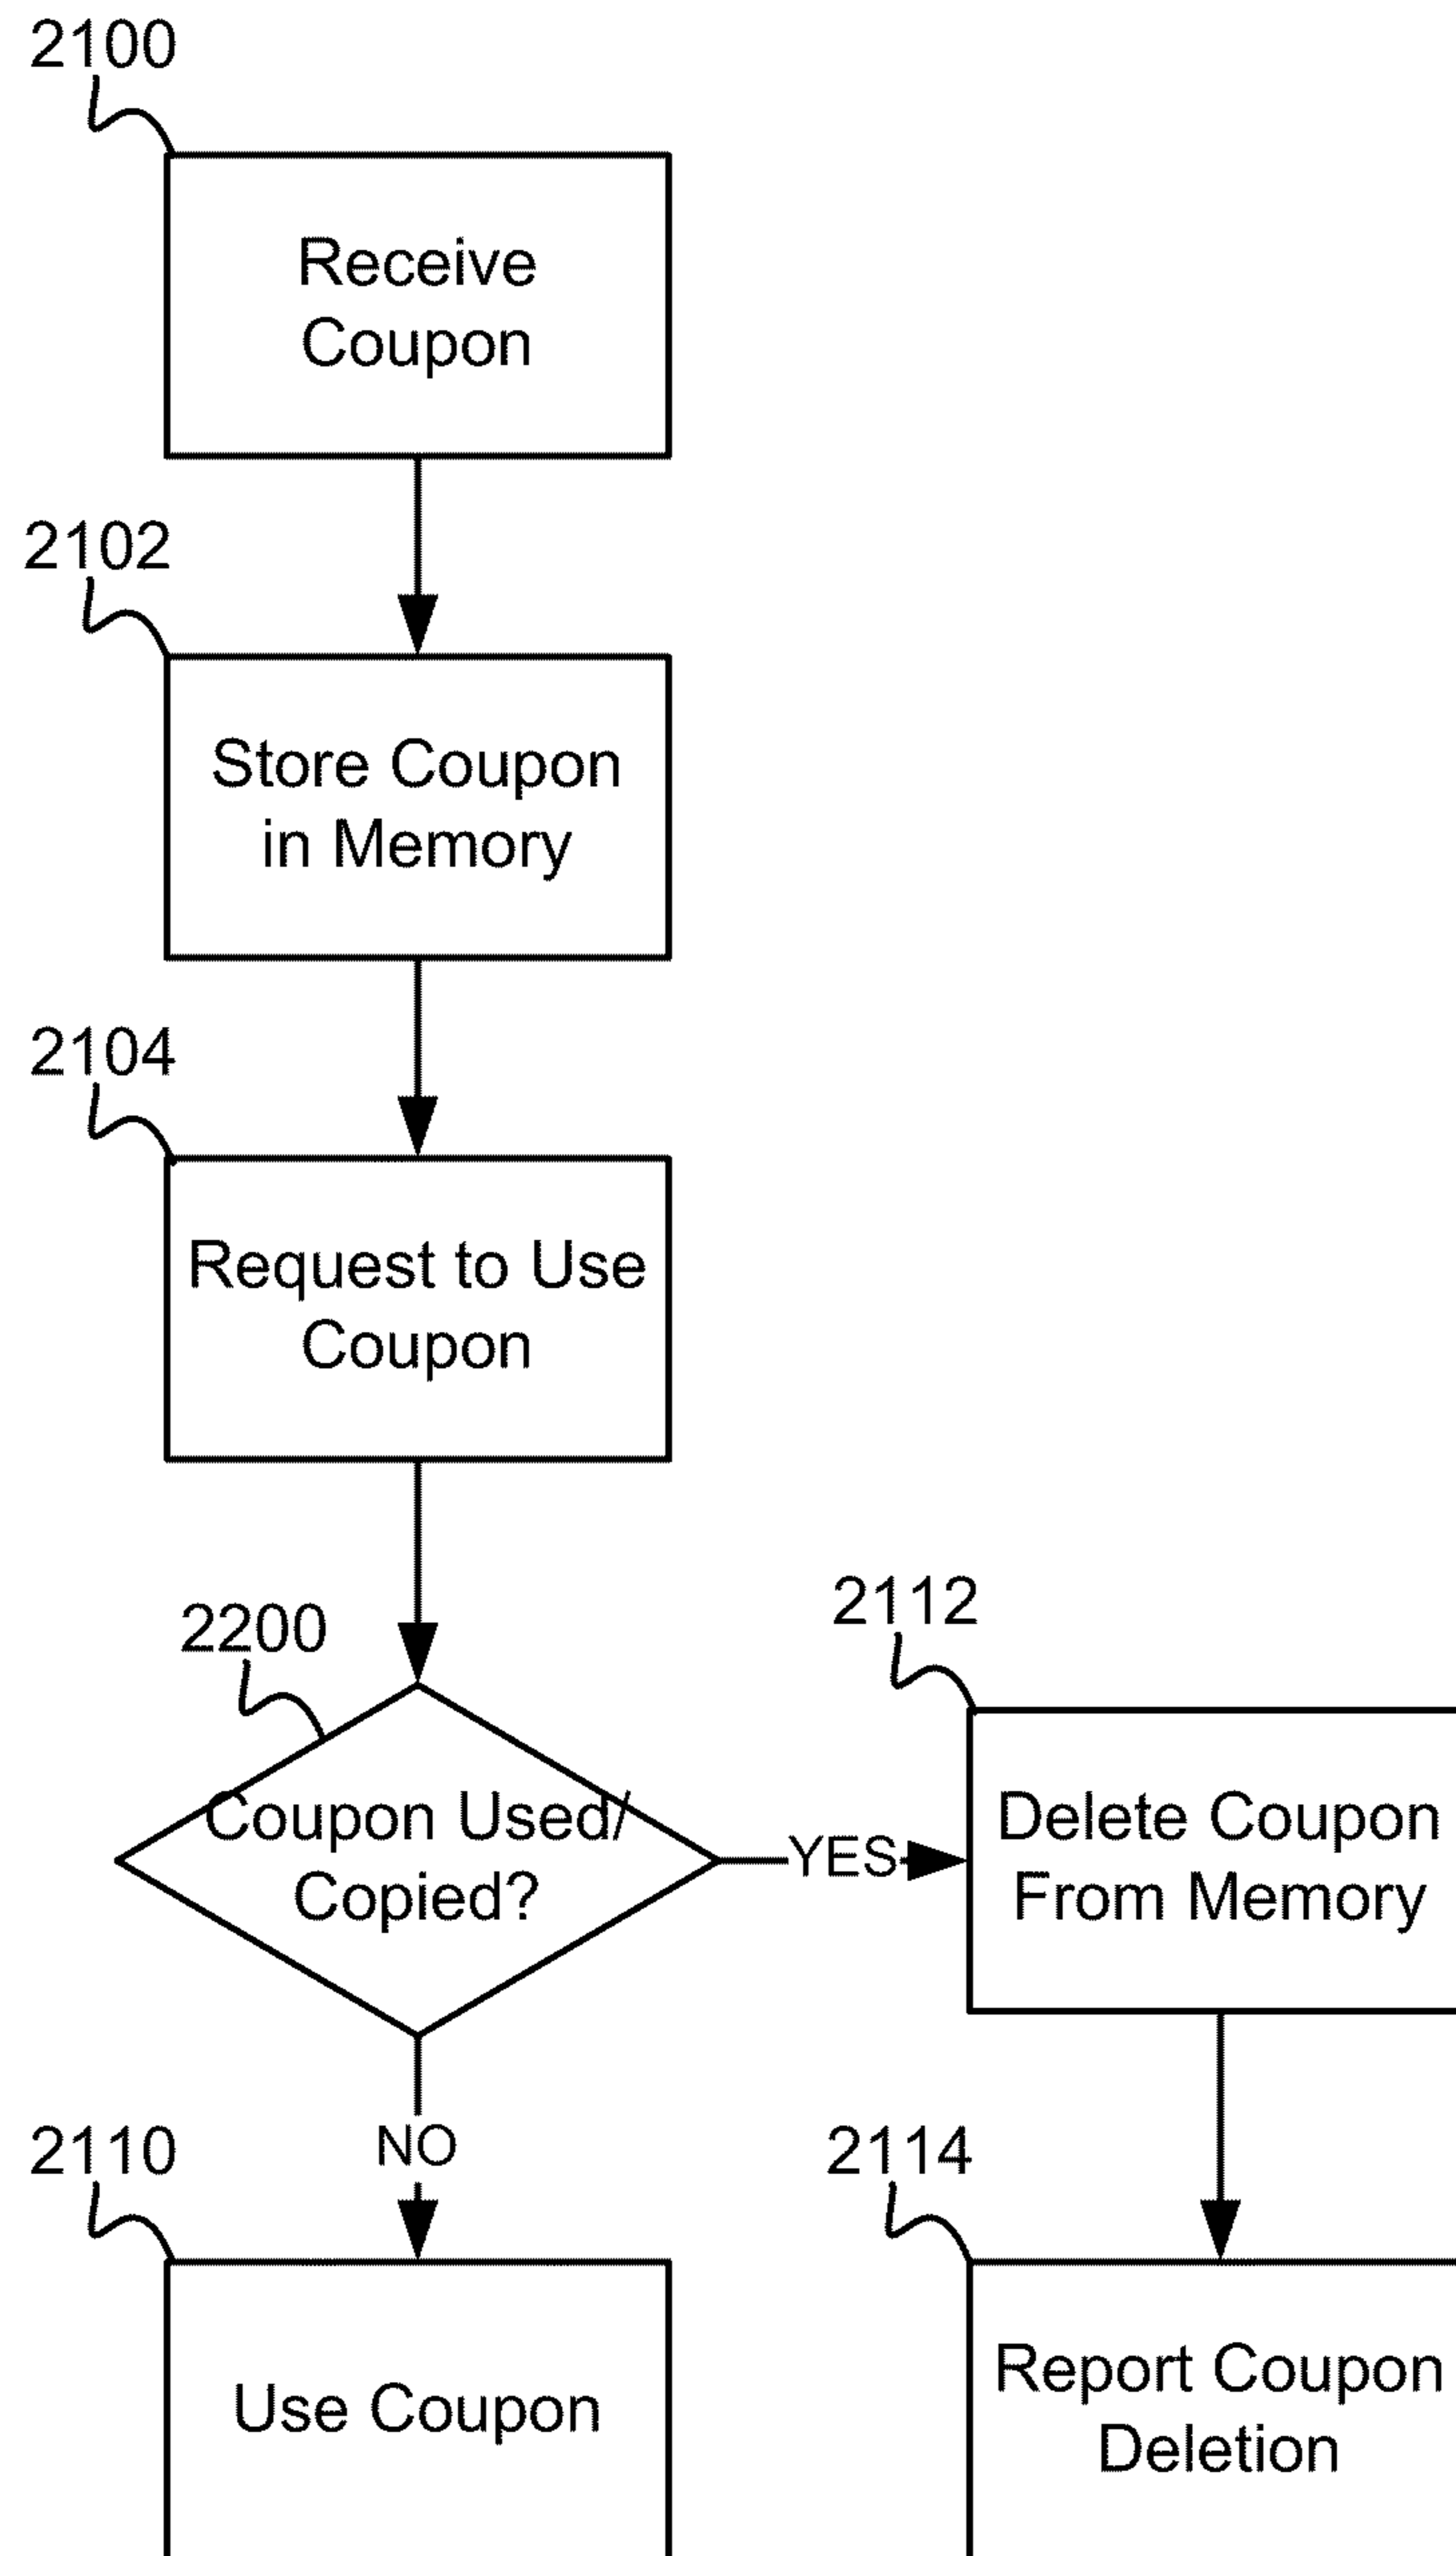 2100
Receive
Coupon
2102
Store Coupon
in Memory
2104
Request to Use
Coupon
2200
Coupon Used/
Copied?
YES
2112
Delete Coupon
From Memory
NO
2110
Use Coupon
2114
Report Coupon
Deletion